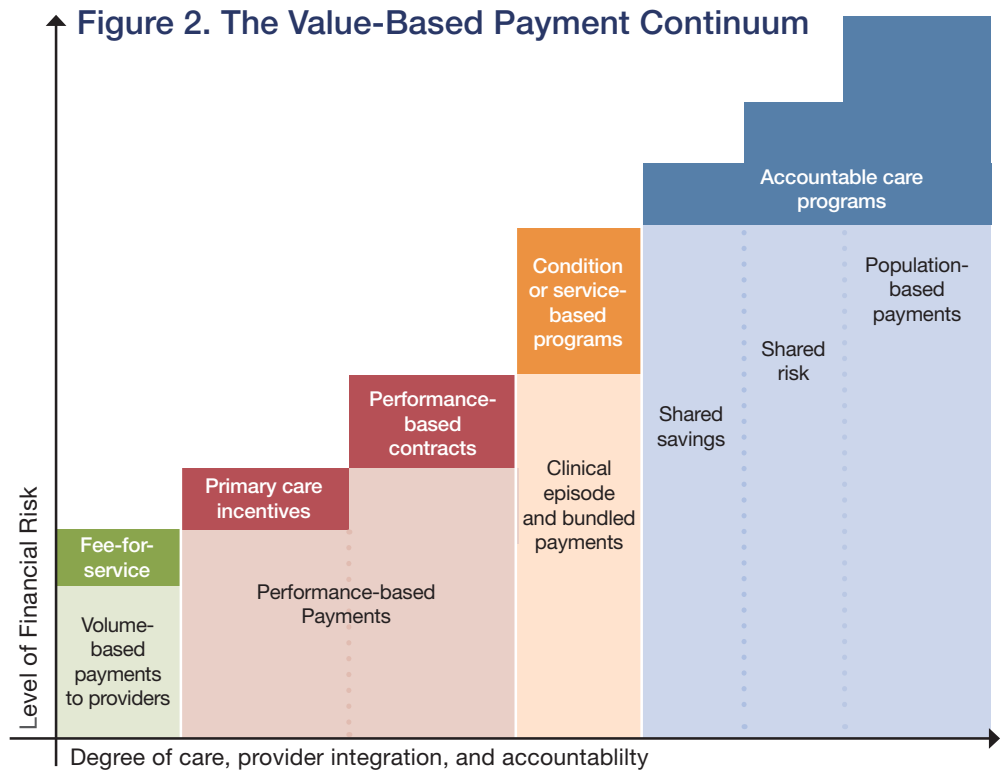 Figure 2. The Value-Based Payment Continuum
Level of Financial Risk
Fee-for-
service
Volume-
based
payments
to providers
Primary care
incentives
Performance-
based
contracts
Performance-based
Payments
Condition
or service-
based
programs
Clinical
episode
and bundled
payments
Accountable care
programs
Shared
savings
Shared
risk
Population-
based
payments
Degree of care, provider integration, and accountablilty